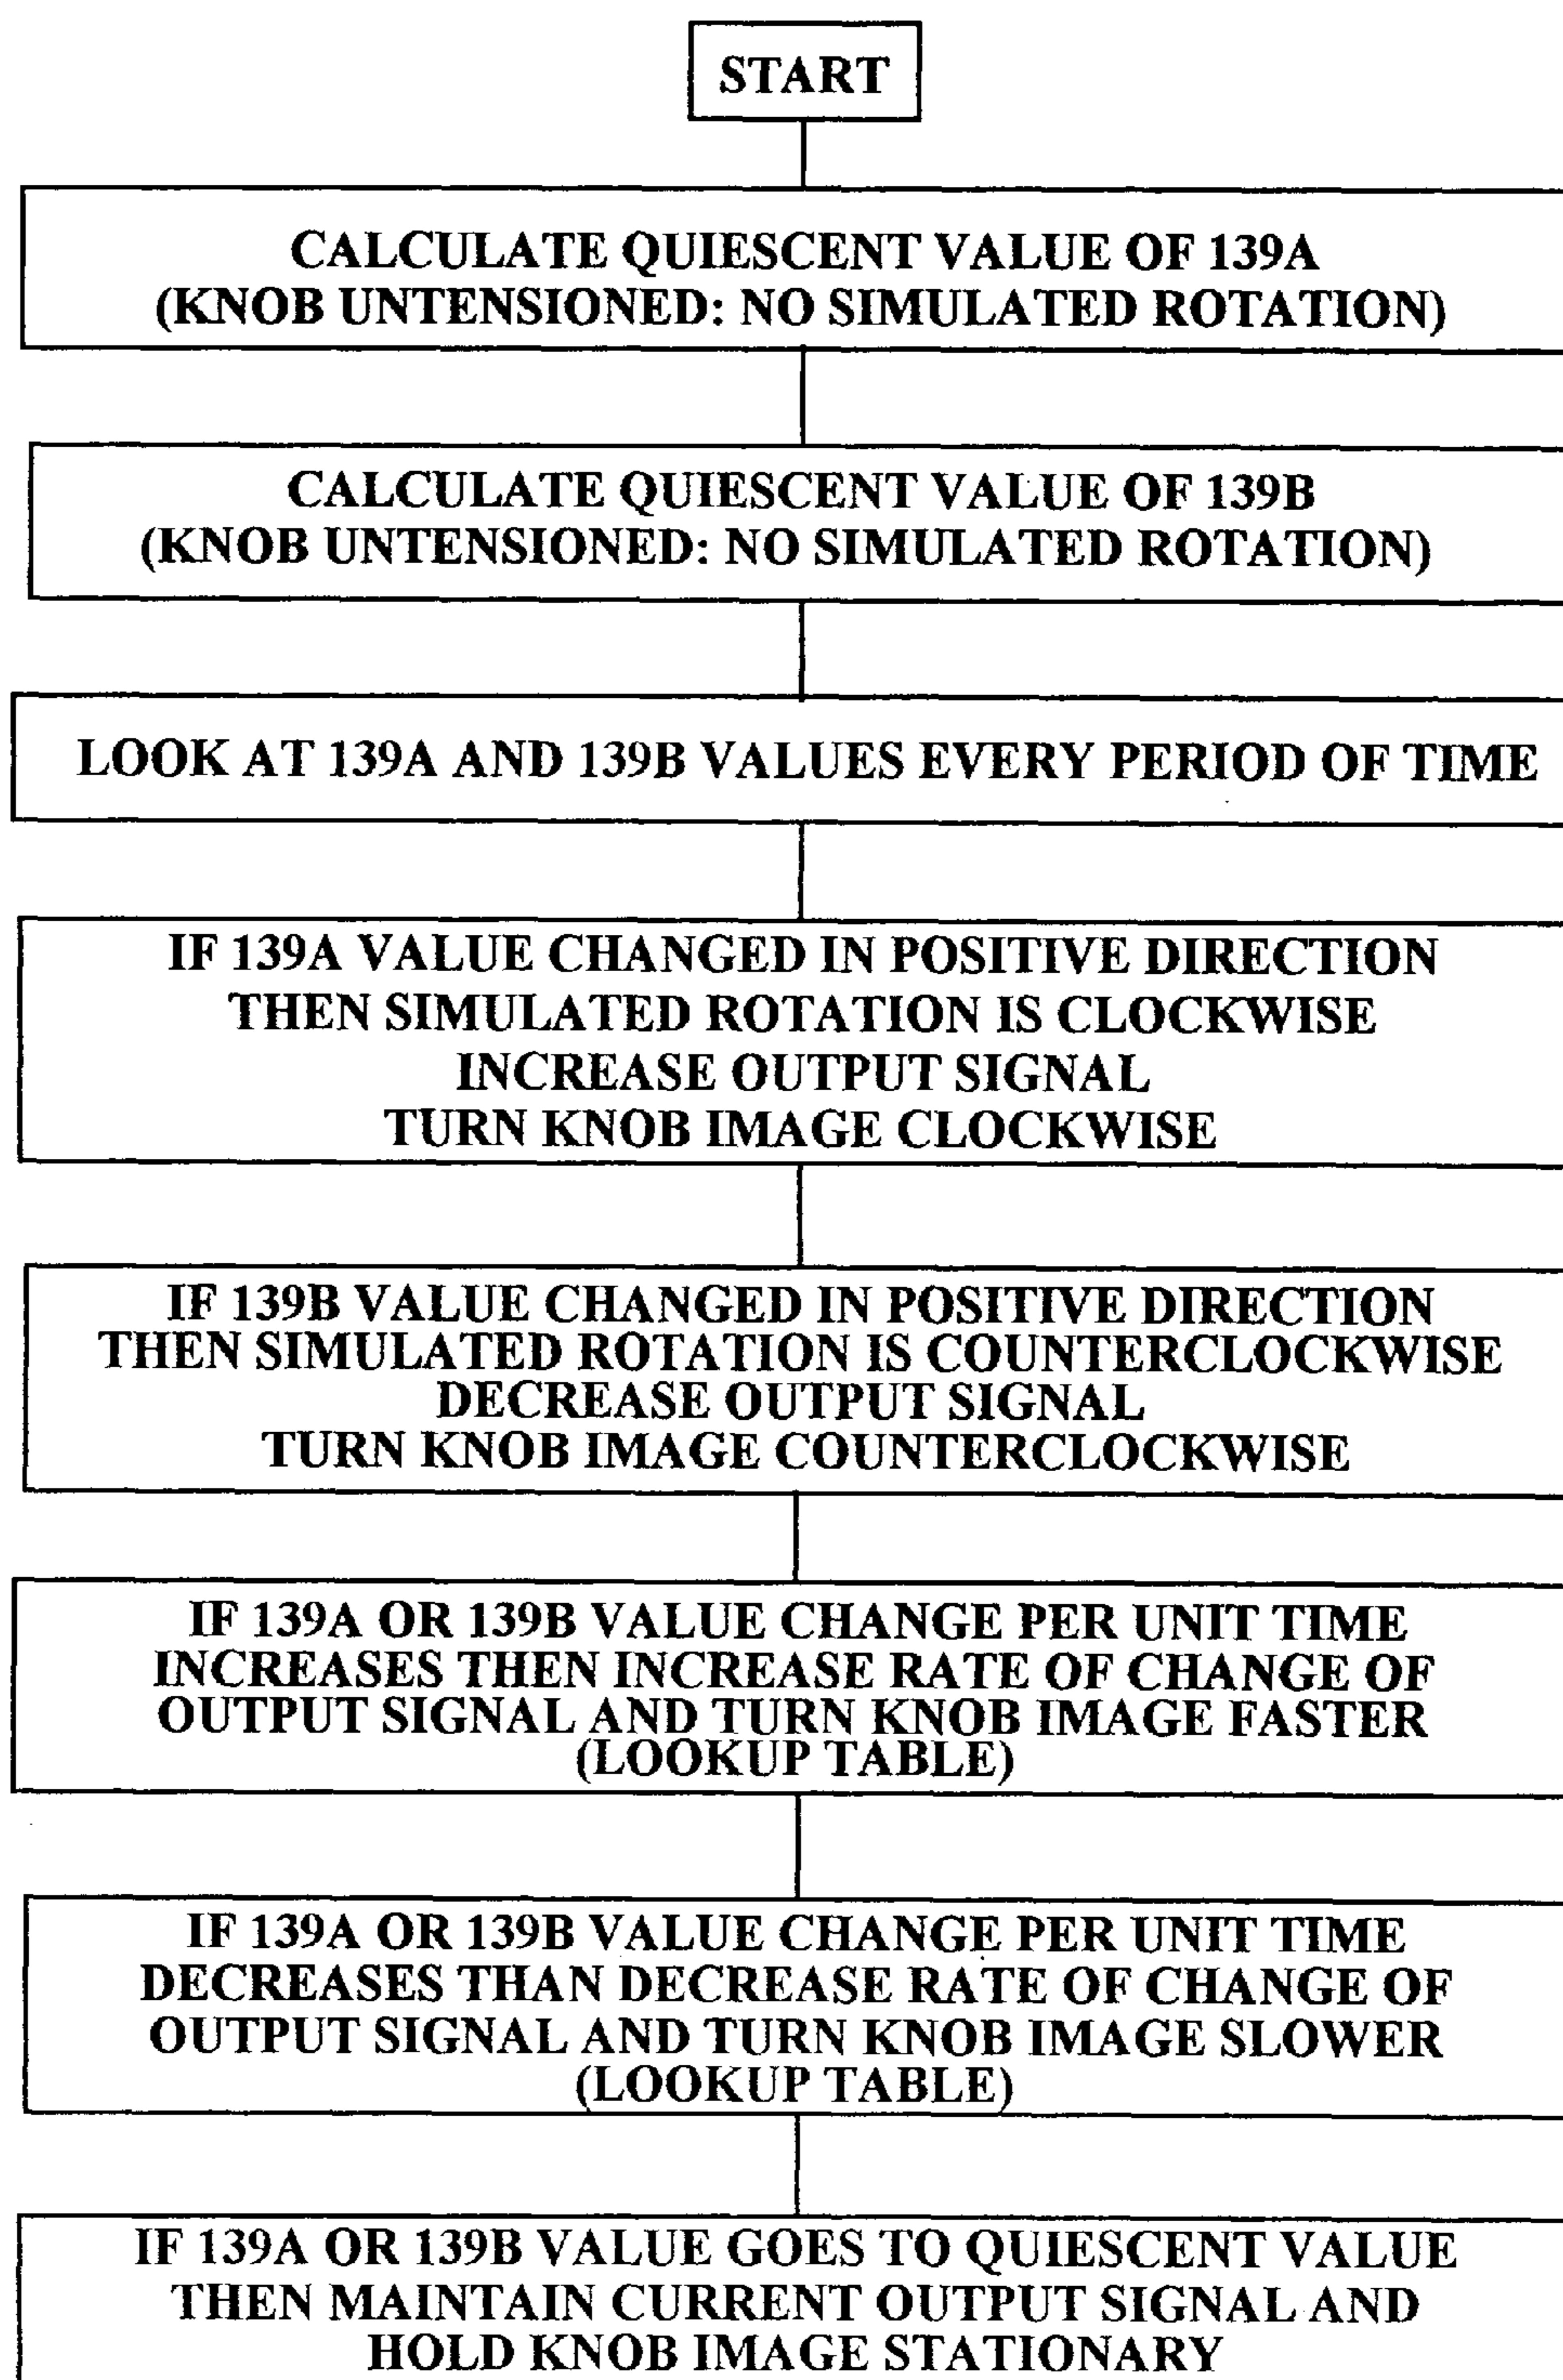 START
CALCULATE QUIESCENT VALUE OF 139A
(KNOB UNTENSIONED: NO SIMULATED ROTATION)
CALCULATE QUIESCENT VALUE OF 139B
(KNOB UNTENSIONED: NO SIMULATED ROTATION)
LOOK AT 139A AND 139B VALUES EVERY PERIOD OF TIME
IF 139A VALUE CHANGED IN POSITIVE DIRECTION
THEN SIMULATED ROTATION IS CLOCKWISE
INCREASE OUTPUT SIGNAL
TURN KNOB IMAGE CLOCKWISE
IF 139B VALUE CHANGED IN POSITIVE DIRECTION
THEN SIMULATED ROTATION IS COUNTERCLOCKWISE
DECREASE OUTPUT SIGNAL
TURN KNOB IMAGE COUNTERCLOCKWISE
IF 139A OR 139B VALUE CHANGE PER UNIT TIME
INCREASES THEN INCREASE RATE OF CHANGE OF
OUTPUT SIGNAL AND TURN KNOB IMAGE FASTER
(LOOKUP TABLE)
IF 139A OR 139B VALUE CHANGE PER UNIT TIME
DECREASES THAN DECREASE RATE OF CHANGE OF
OUTPUT SIGNAL AND TURN KNOB IMAGE SLOWER
(LOOKUP TABLE)
IF 139A OR 139B VALUE GOES TO QUIESCENT VALUE
THEN MAINTAIN CURRENT OUTPUT SIGNAL AND
HOLD KNOB IMAGE STATIONARY